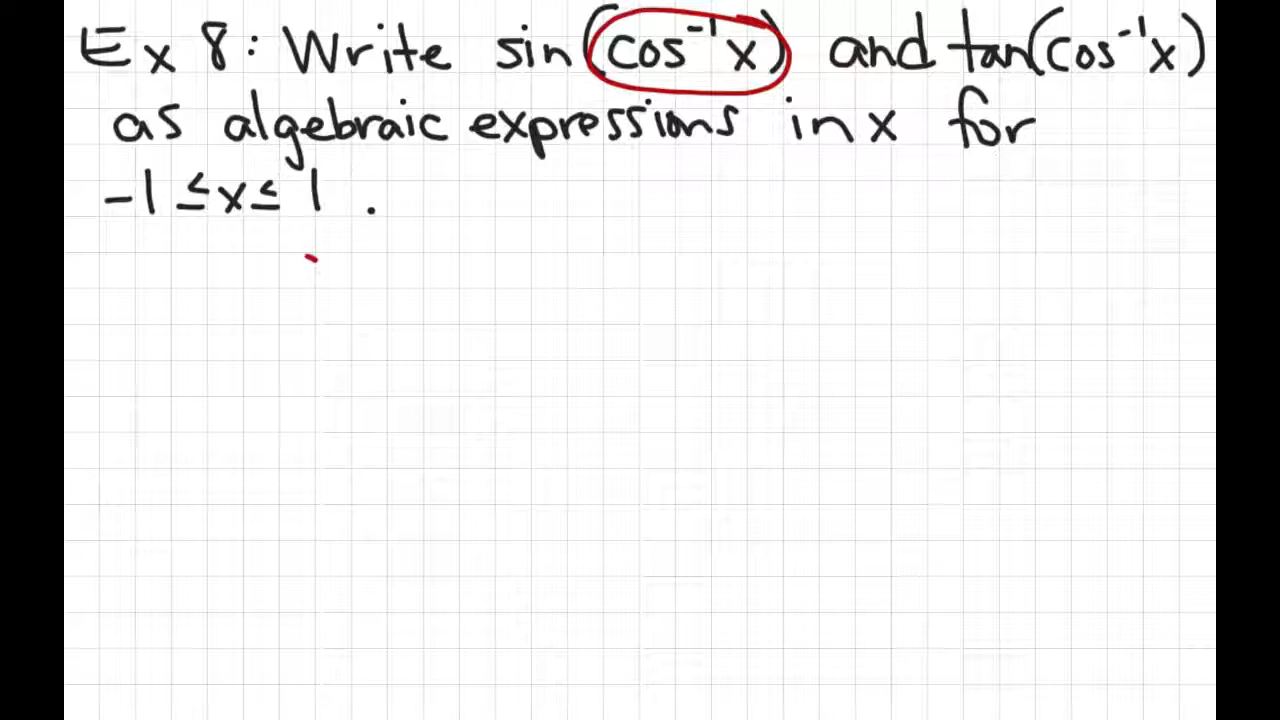 Ex 8: Write sin(cos⁻¹x) and tan(cos⁻¹x)
as algebraic expressions in x for
-1 ≤ x ≤ 1 .